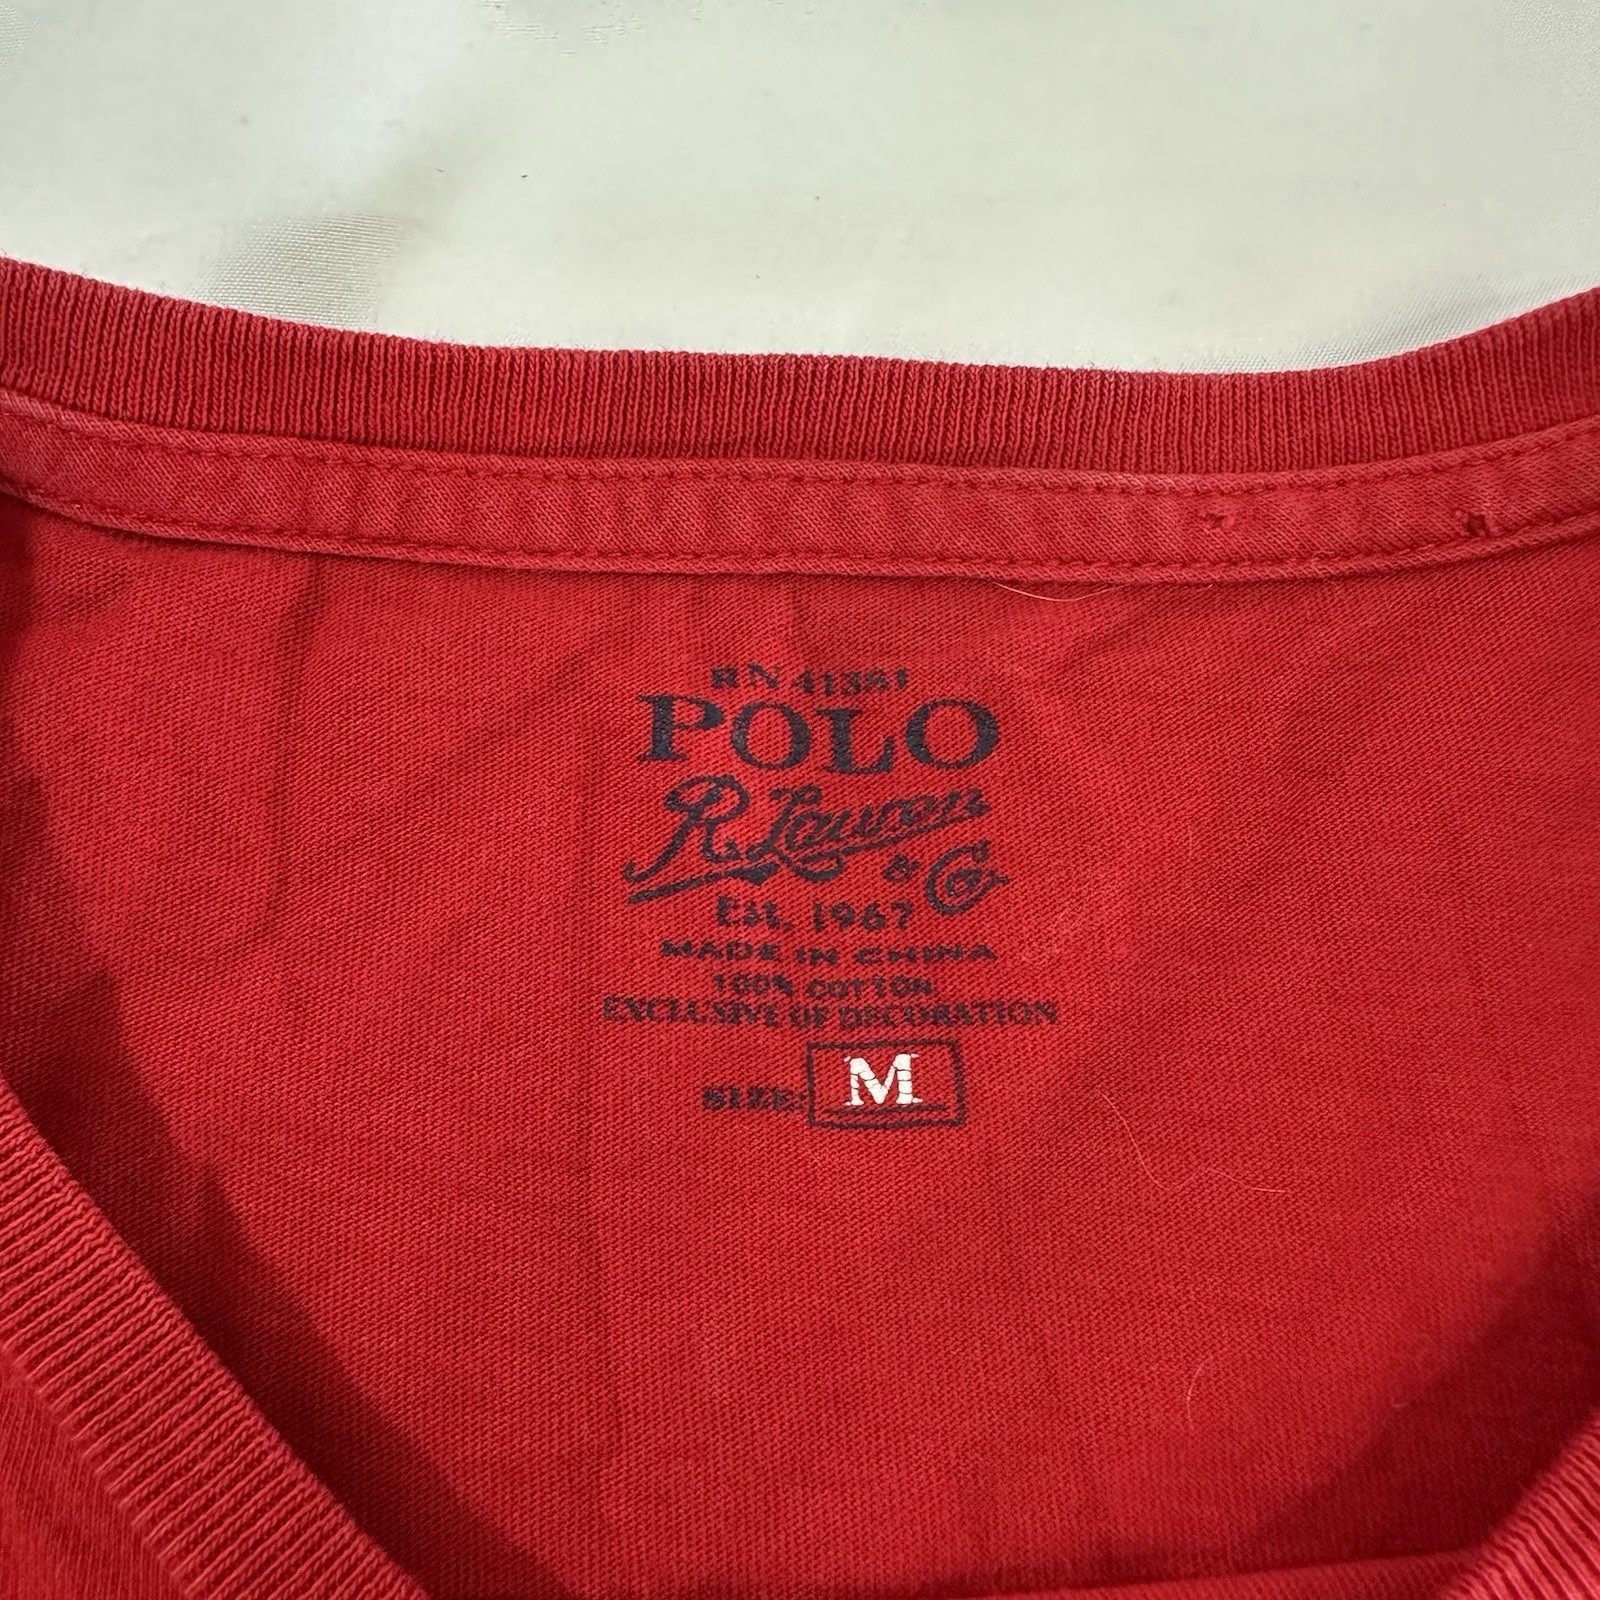 RN 41381
POLO
R. Lauren
& Co
Est. 1967
MADE IN CHINA
100% COTTON
EXCLUSIVE OF DECORATION
SIZE: M